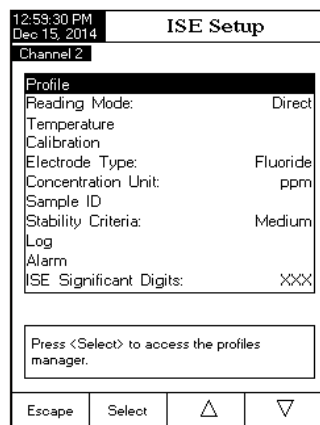 12:59:30 PM
Dec 15, 2014
ISE Setup
Channel 2
Profile
Reading Mode: Direct
Temperature
Calibration
Electrode Type: Fluoride
Concentration Unit: ppm
Sample ID
Stability Criteria: Medium
Log
Alarm
ISE Significant Digits: XXX
Press <Select> to access the profiles
manager.
Escape Select △ ▽